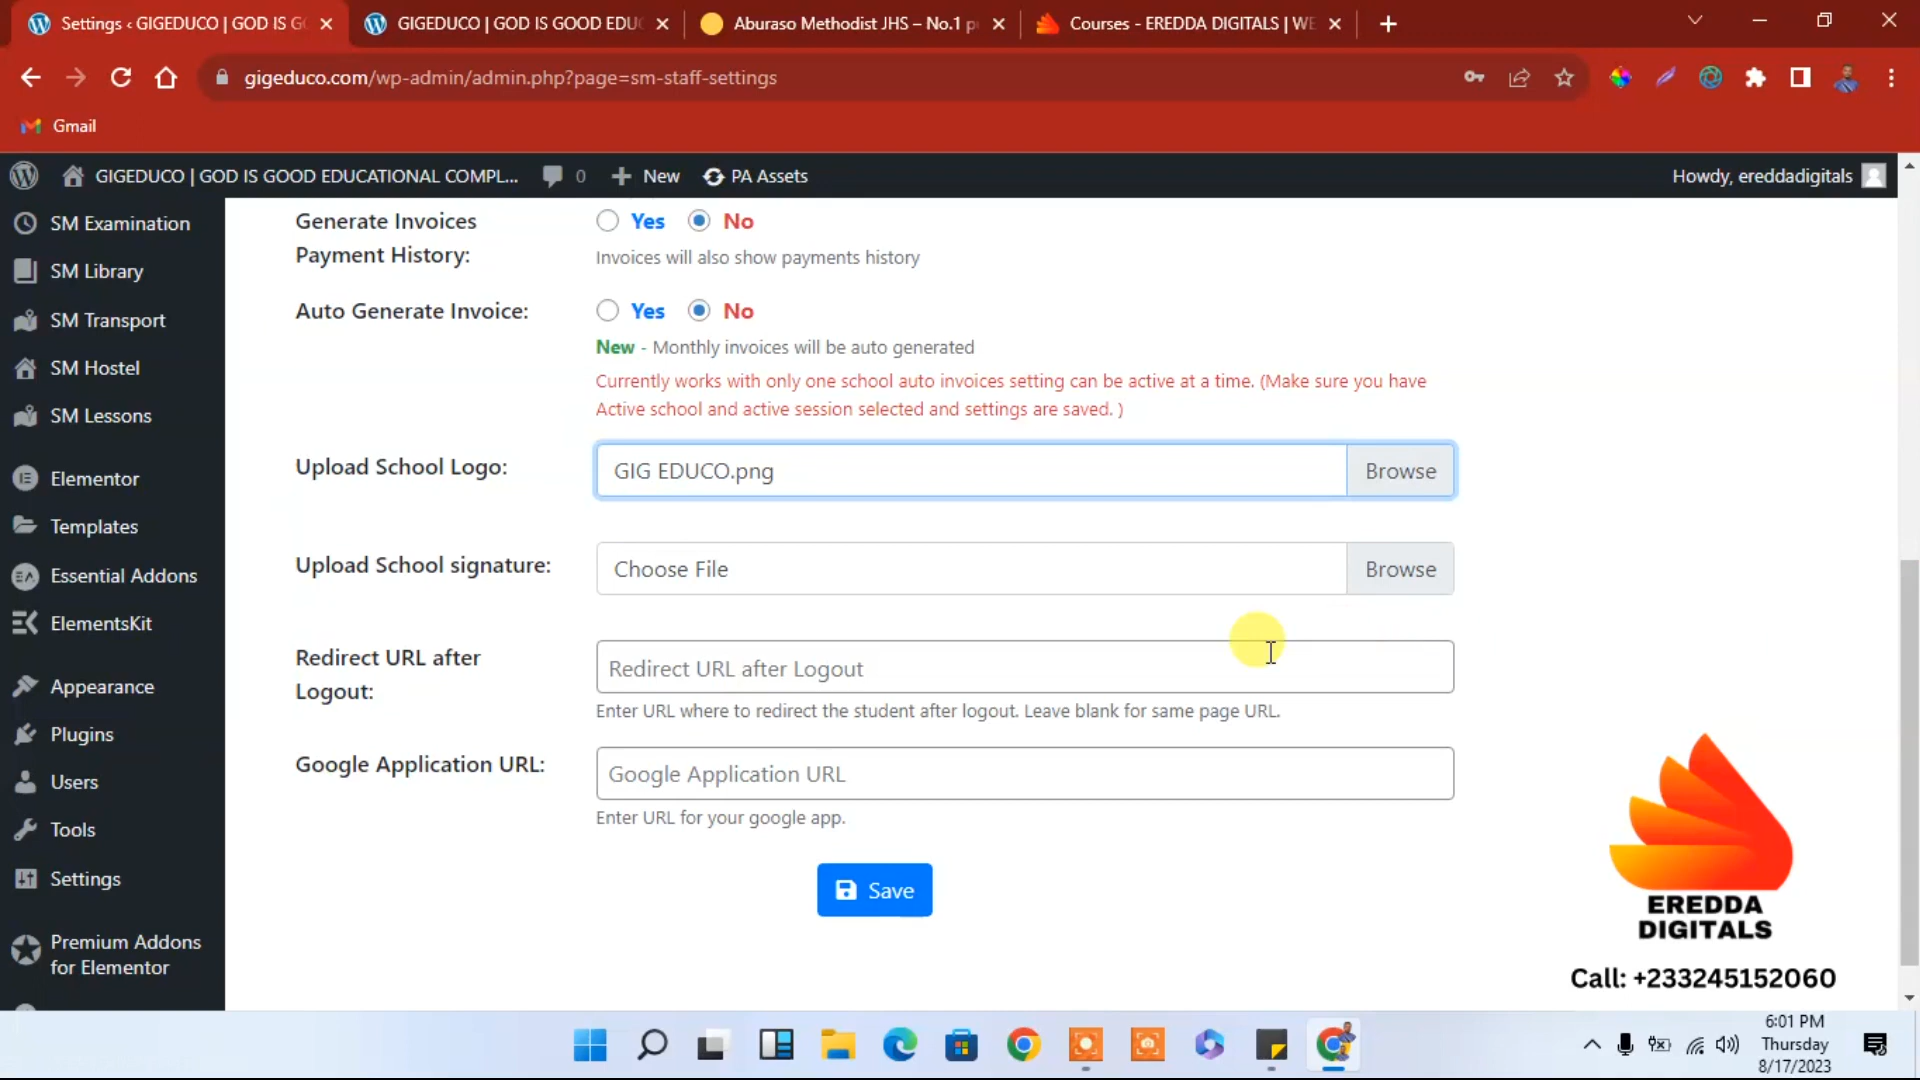 Settings ‹ GIGEDUCO | GOD IS G
GIGEDUCO | GOD IS GOOD EDU
Aburaso Methodist JHS – No.1 p
Courses - EREDDA DIGITALS | WE
gigeduco.com/wp-admin/admin.php?page=sm-staff-settings
Gmail
GIGEDUCO | GOD IS GOOD EDUCATIONAL COMPL...
0
New
PA Assets
Howdy, ereddadigitals
SM Examination
SM Library
SM Transport
SM Hostel
SM Lessons
Elementor
Templates
Essential Addons
ElementsKit
Appearance
Plugins
Users
Tools
Settings
Premium Addons
for Elementor
Generate Invoices
Payment History:
Yes
No
Invoices will also show payments history
Auto Generate Invoice:
Yes
No
New - Monthly invoices will be auto generated
Currently works with only one school auto invoices setting can be active at a time. (Make sure you have
Active school and active session selected and settings are saved. )
Upload School Logo:
GIG EDUCO.png
Browse
Upload School signature:
Choose File
Browse
Redirect URL after
Logout:
Redirect URL after Logout
Enter URL where to redirect the student after logout. Leave blank for same page URL.
Google Application URL:
Google Application URL
Enter URL for your google app.
Save
EREDDA
DIGITALS
Call: +233245152060
6:01 PM
Thursday
8/17/2023